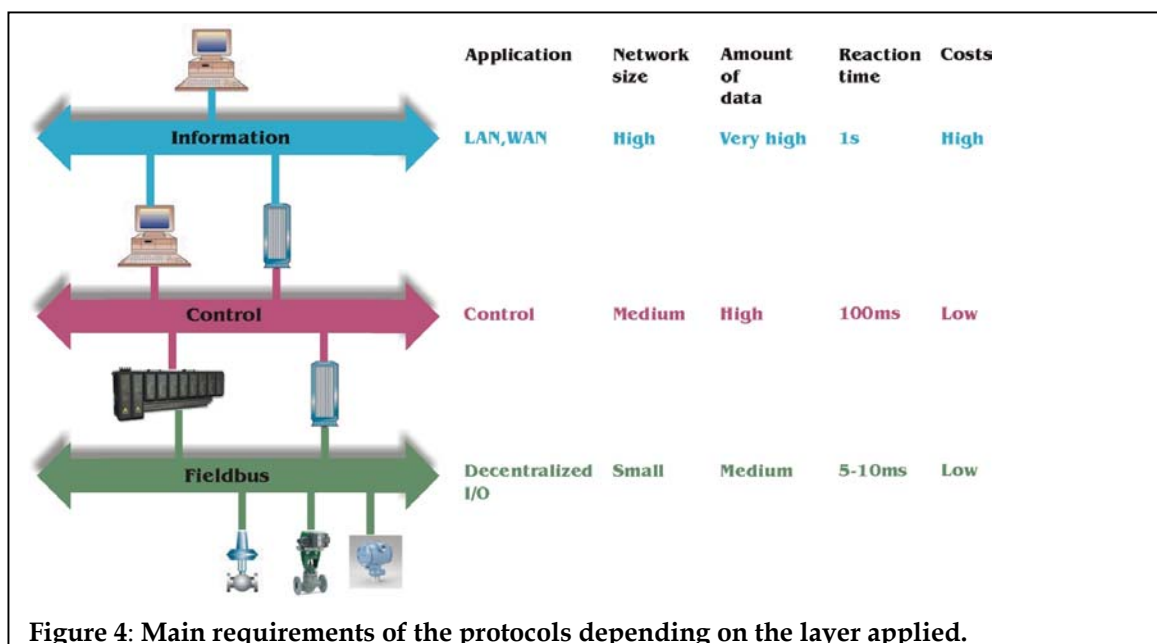 Application Network size Amount of data Reaction time Costs
Information LAN,WAN High Very high 1s High
Control Control Medium High 100ms Low
Fieldbus Decentralized I/O Small Medium 5-10ms Low
Figure 4: Main requirements of the protocols depending on the layer applied.